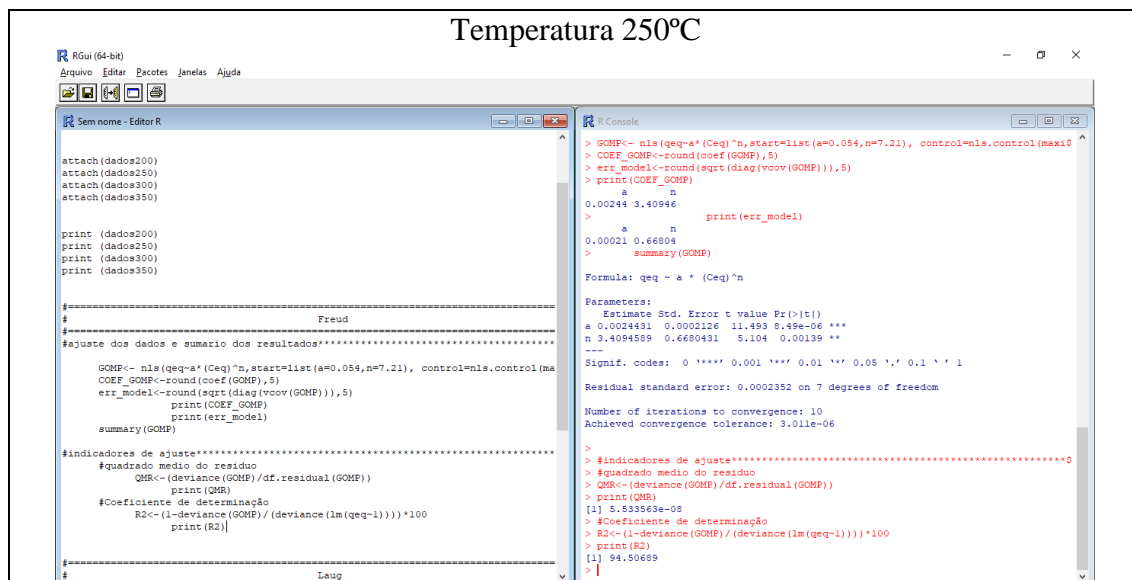 Temperatura 250ºC
RGui (64-bit)
Arquivo Editar Pacotes Janelas Ajuda
Sem nome - Editor R
attach(dados200)
attach(dados250)
attach(dados300)
attach(dados350)
print (dados200)
print (dados250)
print (dados300)
print (dados350)
#================================================================================
# Freud
#================================================================================
#ajuste dos dados e sumario dos resultados***************************************
GOMP<- nls(qeq~a*(Ceq)^n,start=list(a=0.054,n=7.21), control=nls.control(ma
COEF_GOMP<-round(coef(GOMP),5)
err_model<-round(sqrt(diag(vcov(GOMP))),5)
print(COEF_GOMP)
print(err_model)
summary(GOMP)
#indicadores de ajuste***********************************************************
#quadrado medio do residuo
QMR<-(deviance(GOMP)/df.residual(GOMP))
print(QMR)
#Coeficiente de determinação
R2<-(1-deviance(GOMP)/(deviance(lm(qeq~1))))*100
print(R2)
#================================================================================
# Laug
R Console
> GOMP<- nls(qeq~a*(Ceq)^n,start=list(a=0.054,n=7.21), control=nls.control(maxi$
> COEF_GOMP<-round(coef(GOMP),5)
> err_model<-round(sqrt(diag(vcov(GOMP))),5)
> print(COEF_GOMP)
a n
0.00244 3.40946
> print(err_model)
a n
0.00021 0.66804
> summary(GOMP)
Formula: qeq ~ a * (Ceq)^n
Parameters:
Estimate Std. Error t value Pr(>|t|)
a 0.0024431 0.0002126 11.493 8.49e-06 ***
n 3.4094589 0.6680431 5.104 0.00139 **
---
Signif. codes: 0 ‘***’ 0.001 ‘**’ 0.01 ‘*’ 0.05 ‘.’ 0.1 ‘ ’ 1
Residual standard error: 0.0002352 on 7 degrees of freedom
Number of iterations to convergence: 10
Achieved convergence tolerance: 3.011e-06
>
> #indicadores de ajuste*******************************************************$
> #quadrado medio do residuo
> QMR<-(deviance(GOMP)/df.residual(GOMP))
> print(QMR)
[1] 5.533563e-08
> #Coeficiente de determinação
> R2<-(1-deviance(GOMP)/(deviance(lm(qeq~1))))*100
> print(R2)
[1] 94.50689
>